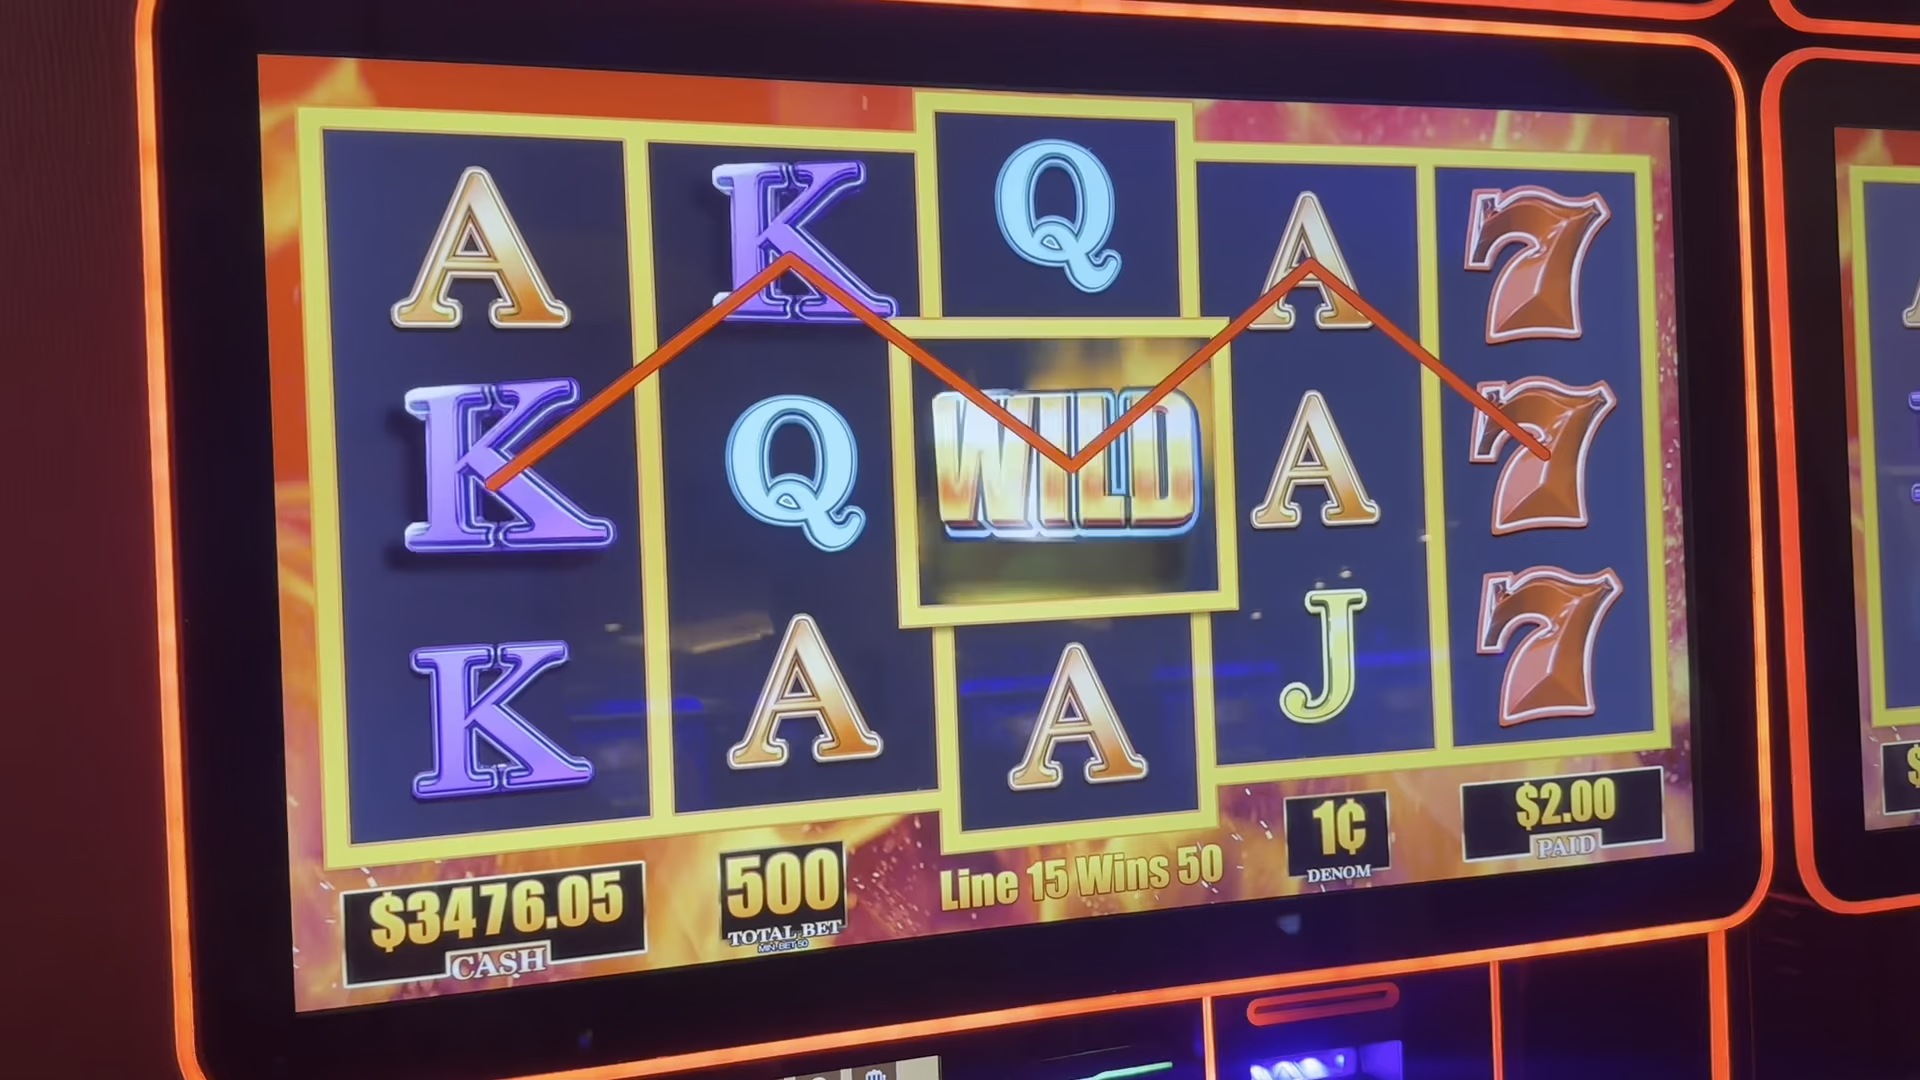 A K Q A 7
K Q WILD A 7
K A A J 7
$3476.05
CASH
500
TOTAL BET
MIN. BET 50
Line 15 Wins 50
1¢
DENOM
$2.00
PAID
$